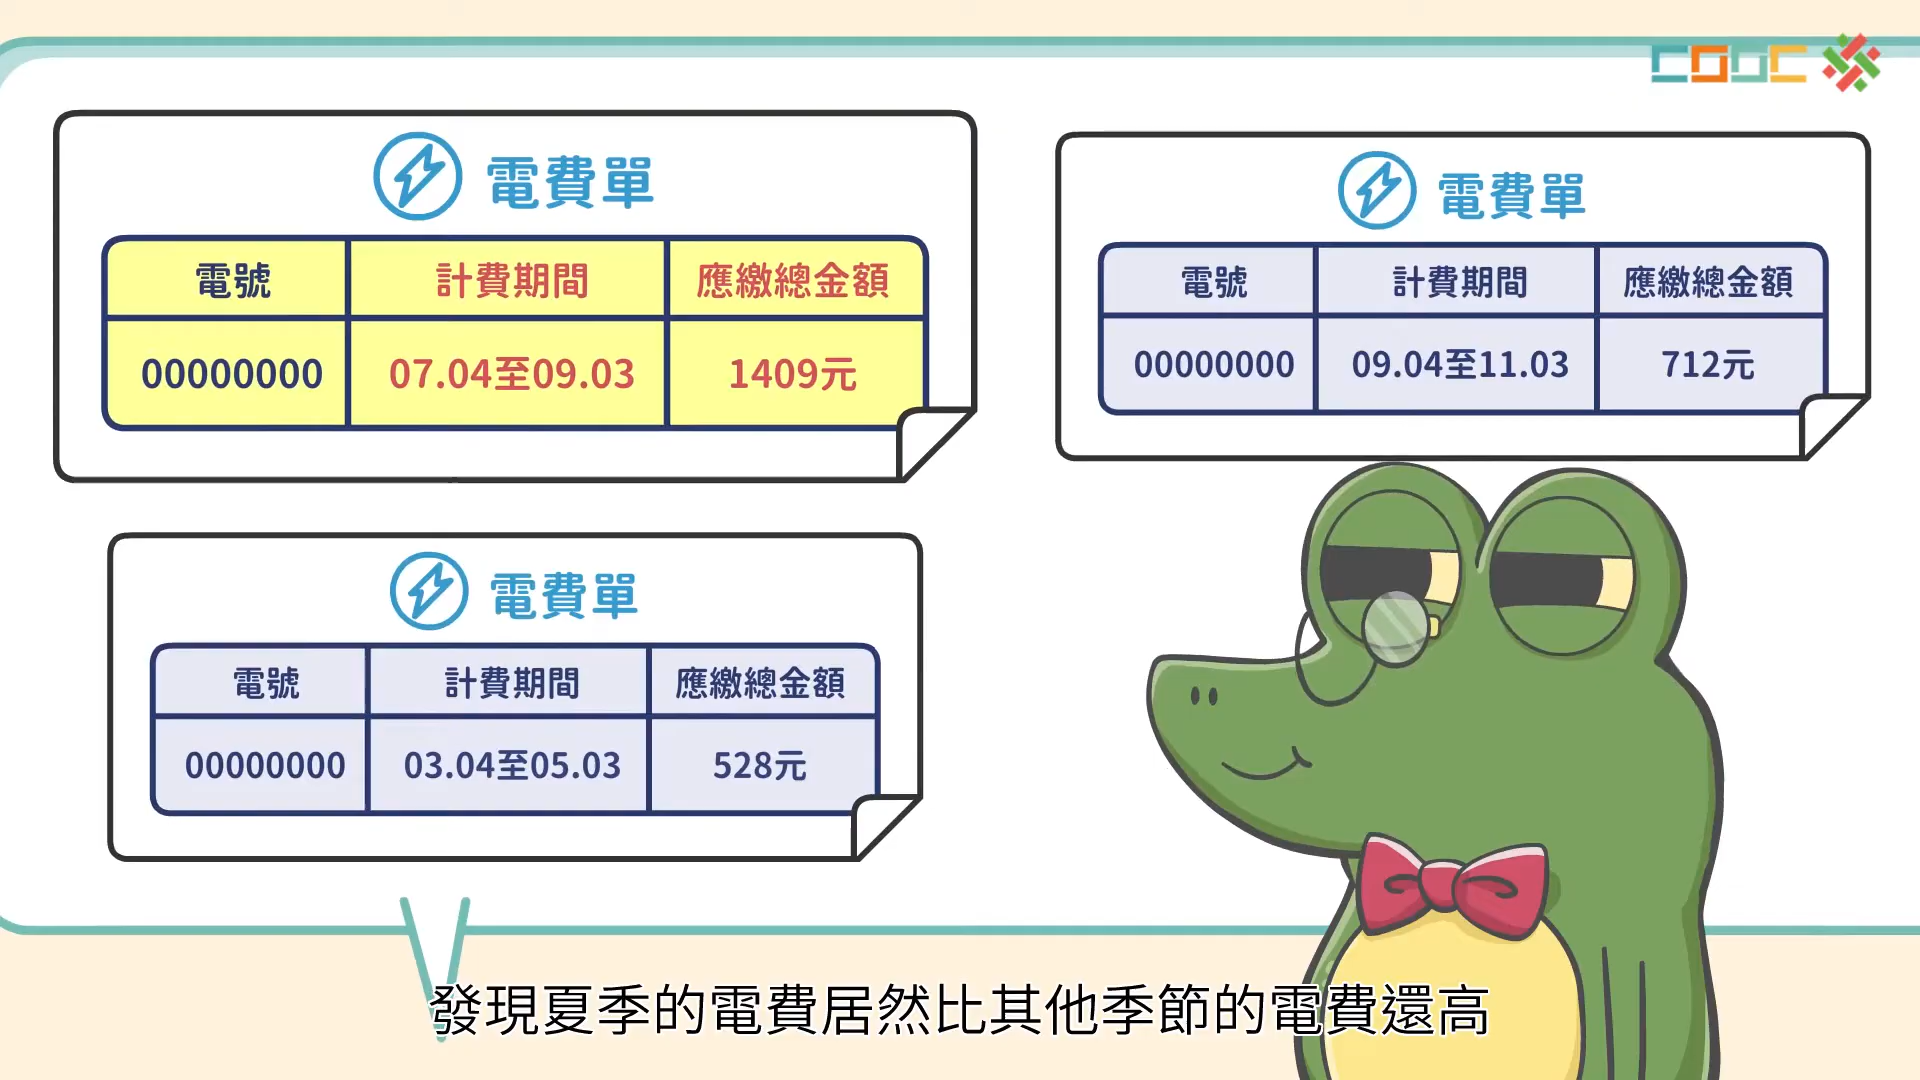 COOC
電費單
電號 計費期間 應繳總金額
00000000 07.04至09.03 1409元
電費單
電號 計費期間 應繳總金額
00000000 09.04至11.03 712元
電費單
電號 計費期間 應繳總金額
00000000 03.04至05.03 528元
發現夏季的電費居然比其他季節的電費還高